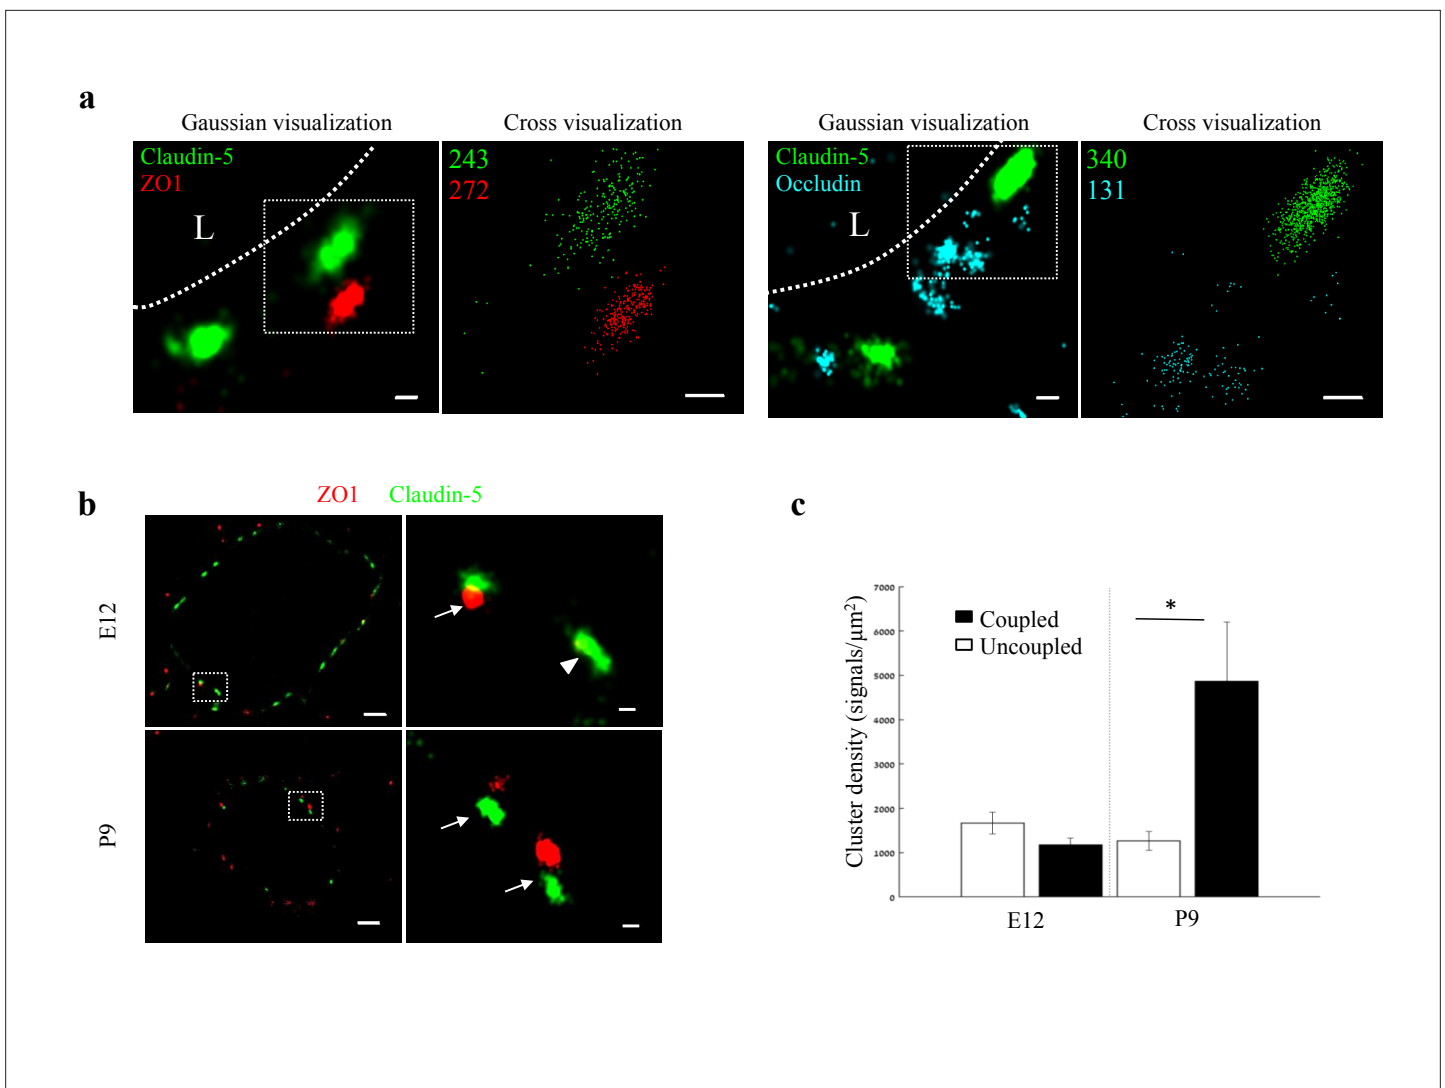 a
Gaussian visualization
Cross visualization
Gaussian visualization
Cross visualization
Claudin-5
ZO1
L
243
272
Claudin-5
Occludin
L
340
131
b
ZO1 Claudin-5
E12
P9
c
Cluster density (signals/µm²)
7000
6000
5000
4000
3000
2000
1000
0
Coupled
Uncoupled
*
E12
P9